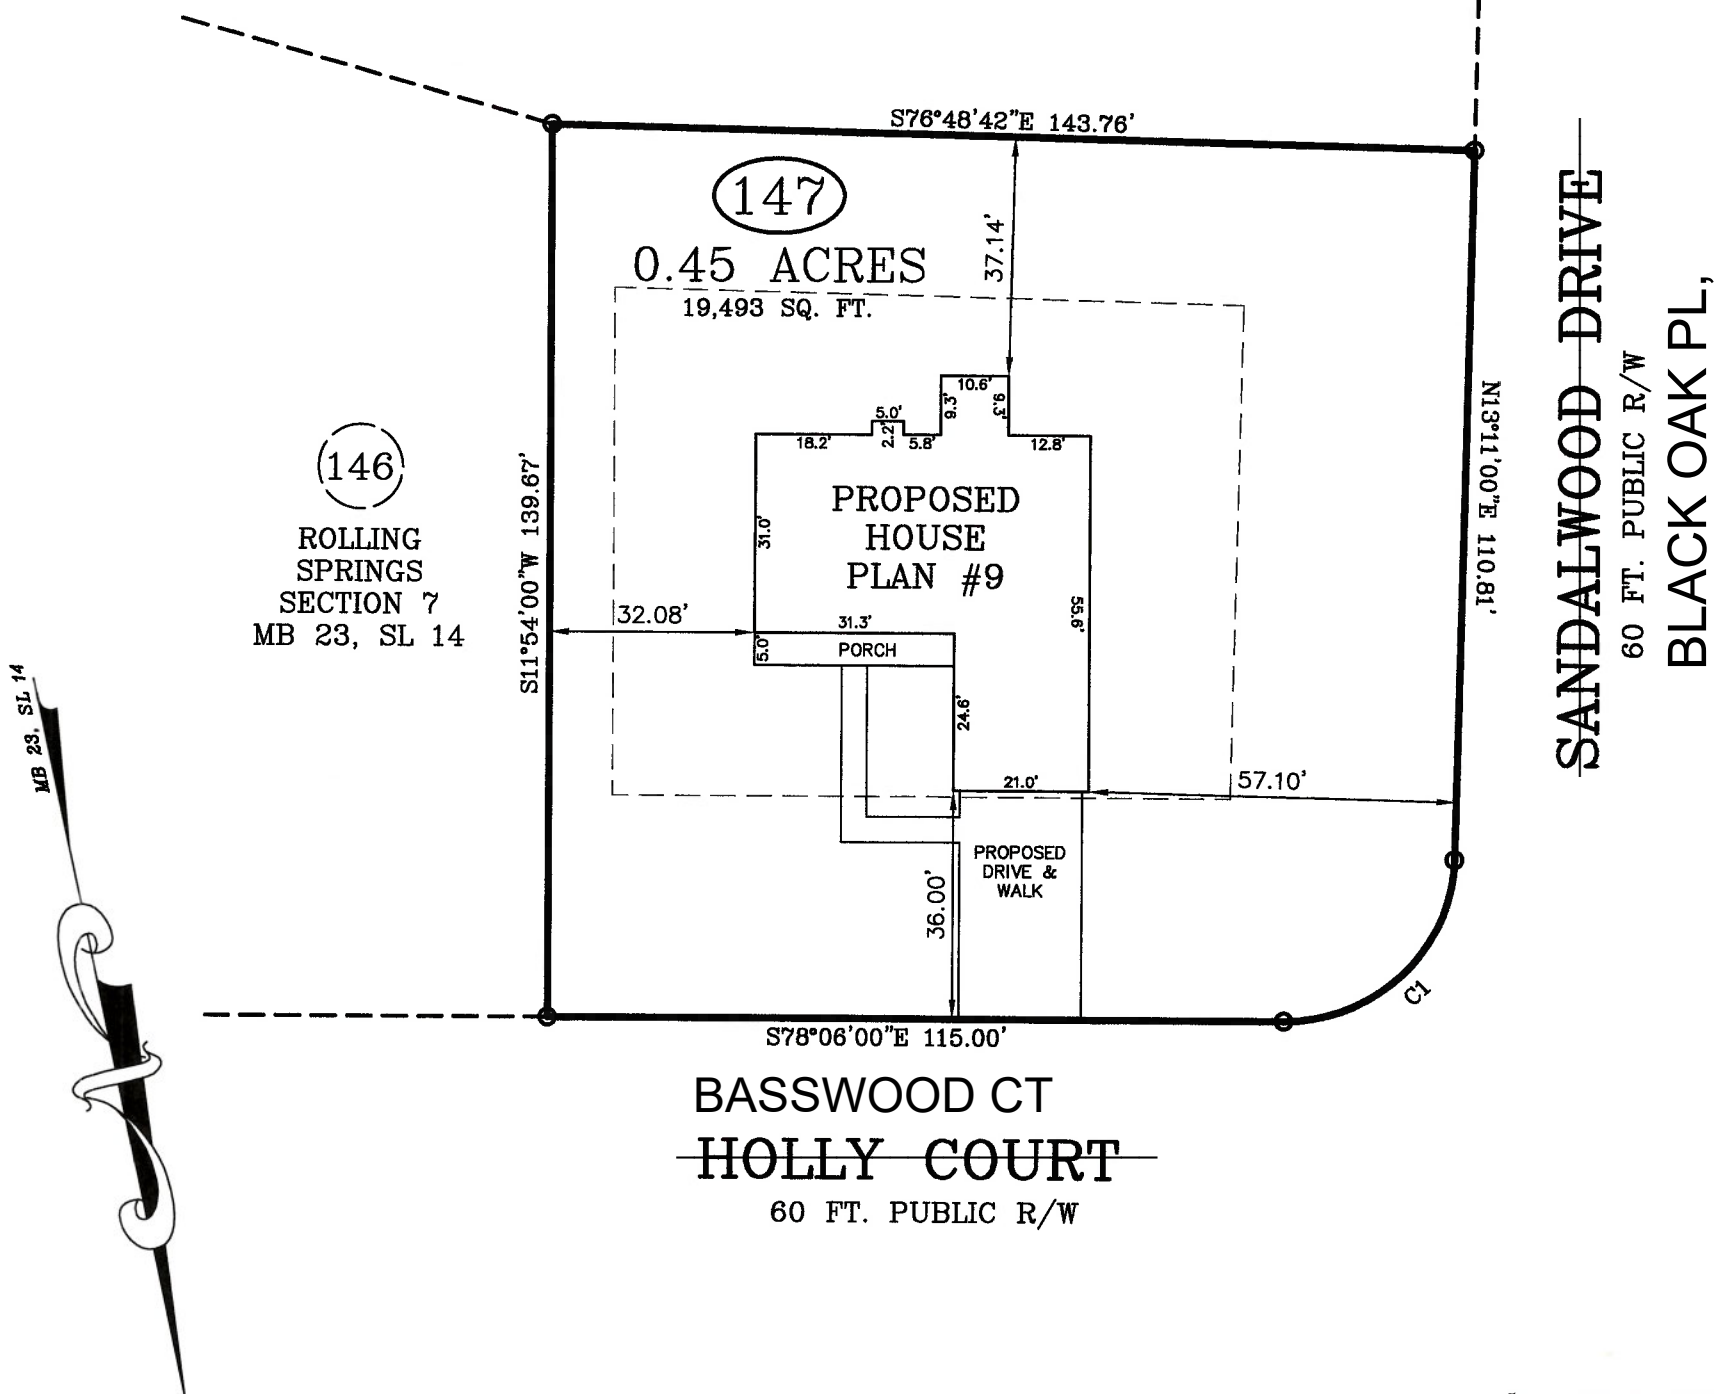 S76°48'42"E 143.76'
147
0.45 ACRES
19,493 SQ. FT.
37.14'
10.6'
9.3'
9.3'
5.0'
2.2'
18.2'
5.8'
12.8'
PROPOSED
HOUSE
PLAN #9
31.0'
55.6'
31.3'
PORCH
5.0'
24.6'
21.0'
32.08'
57.10'
36.00'
PROPOSED
DRIVE &
WALK
S11°54'00"W 139.67'
N13°11'00"E 110.81'
C1
S78°06'00"E 115.00'
146
ROLLING
SPRINGS
SECTION 7
MB 23, SL 14
MB 23, SL 14
SANDALWOOD DRIVE
60 FT. PUBLIC R/W
BLACK OAK PL,
BASSWOOD CT
HOLLY COURT
60 FT. PUBLIC R/W